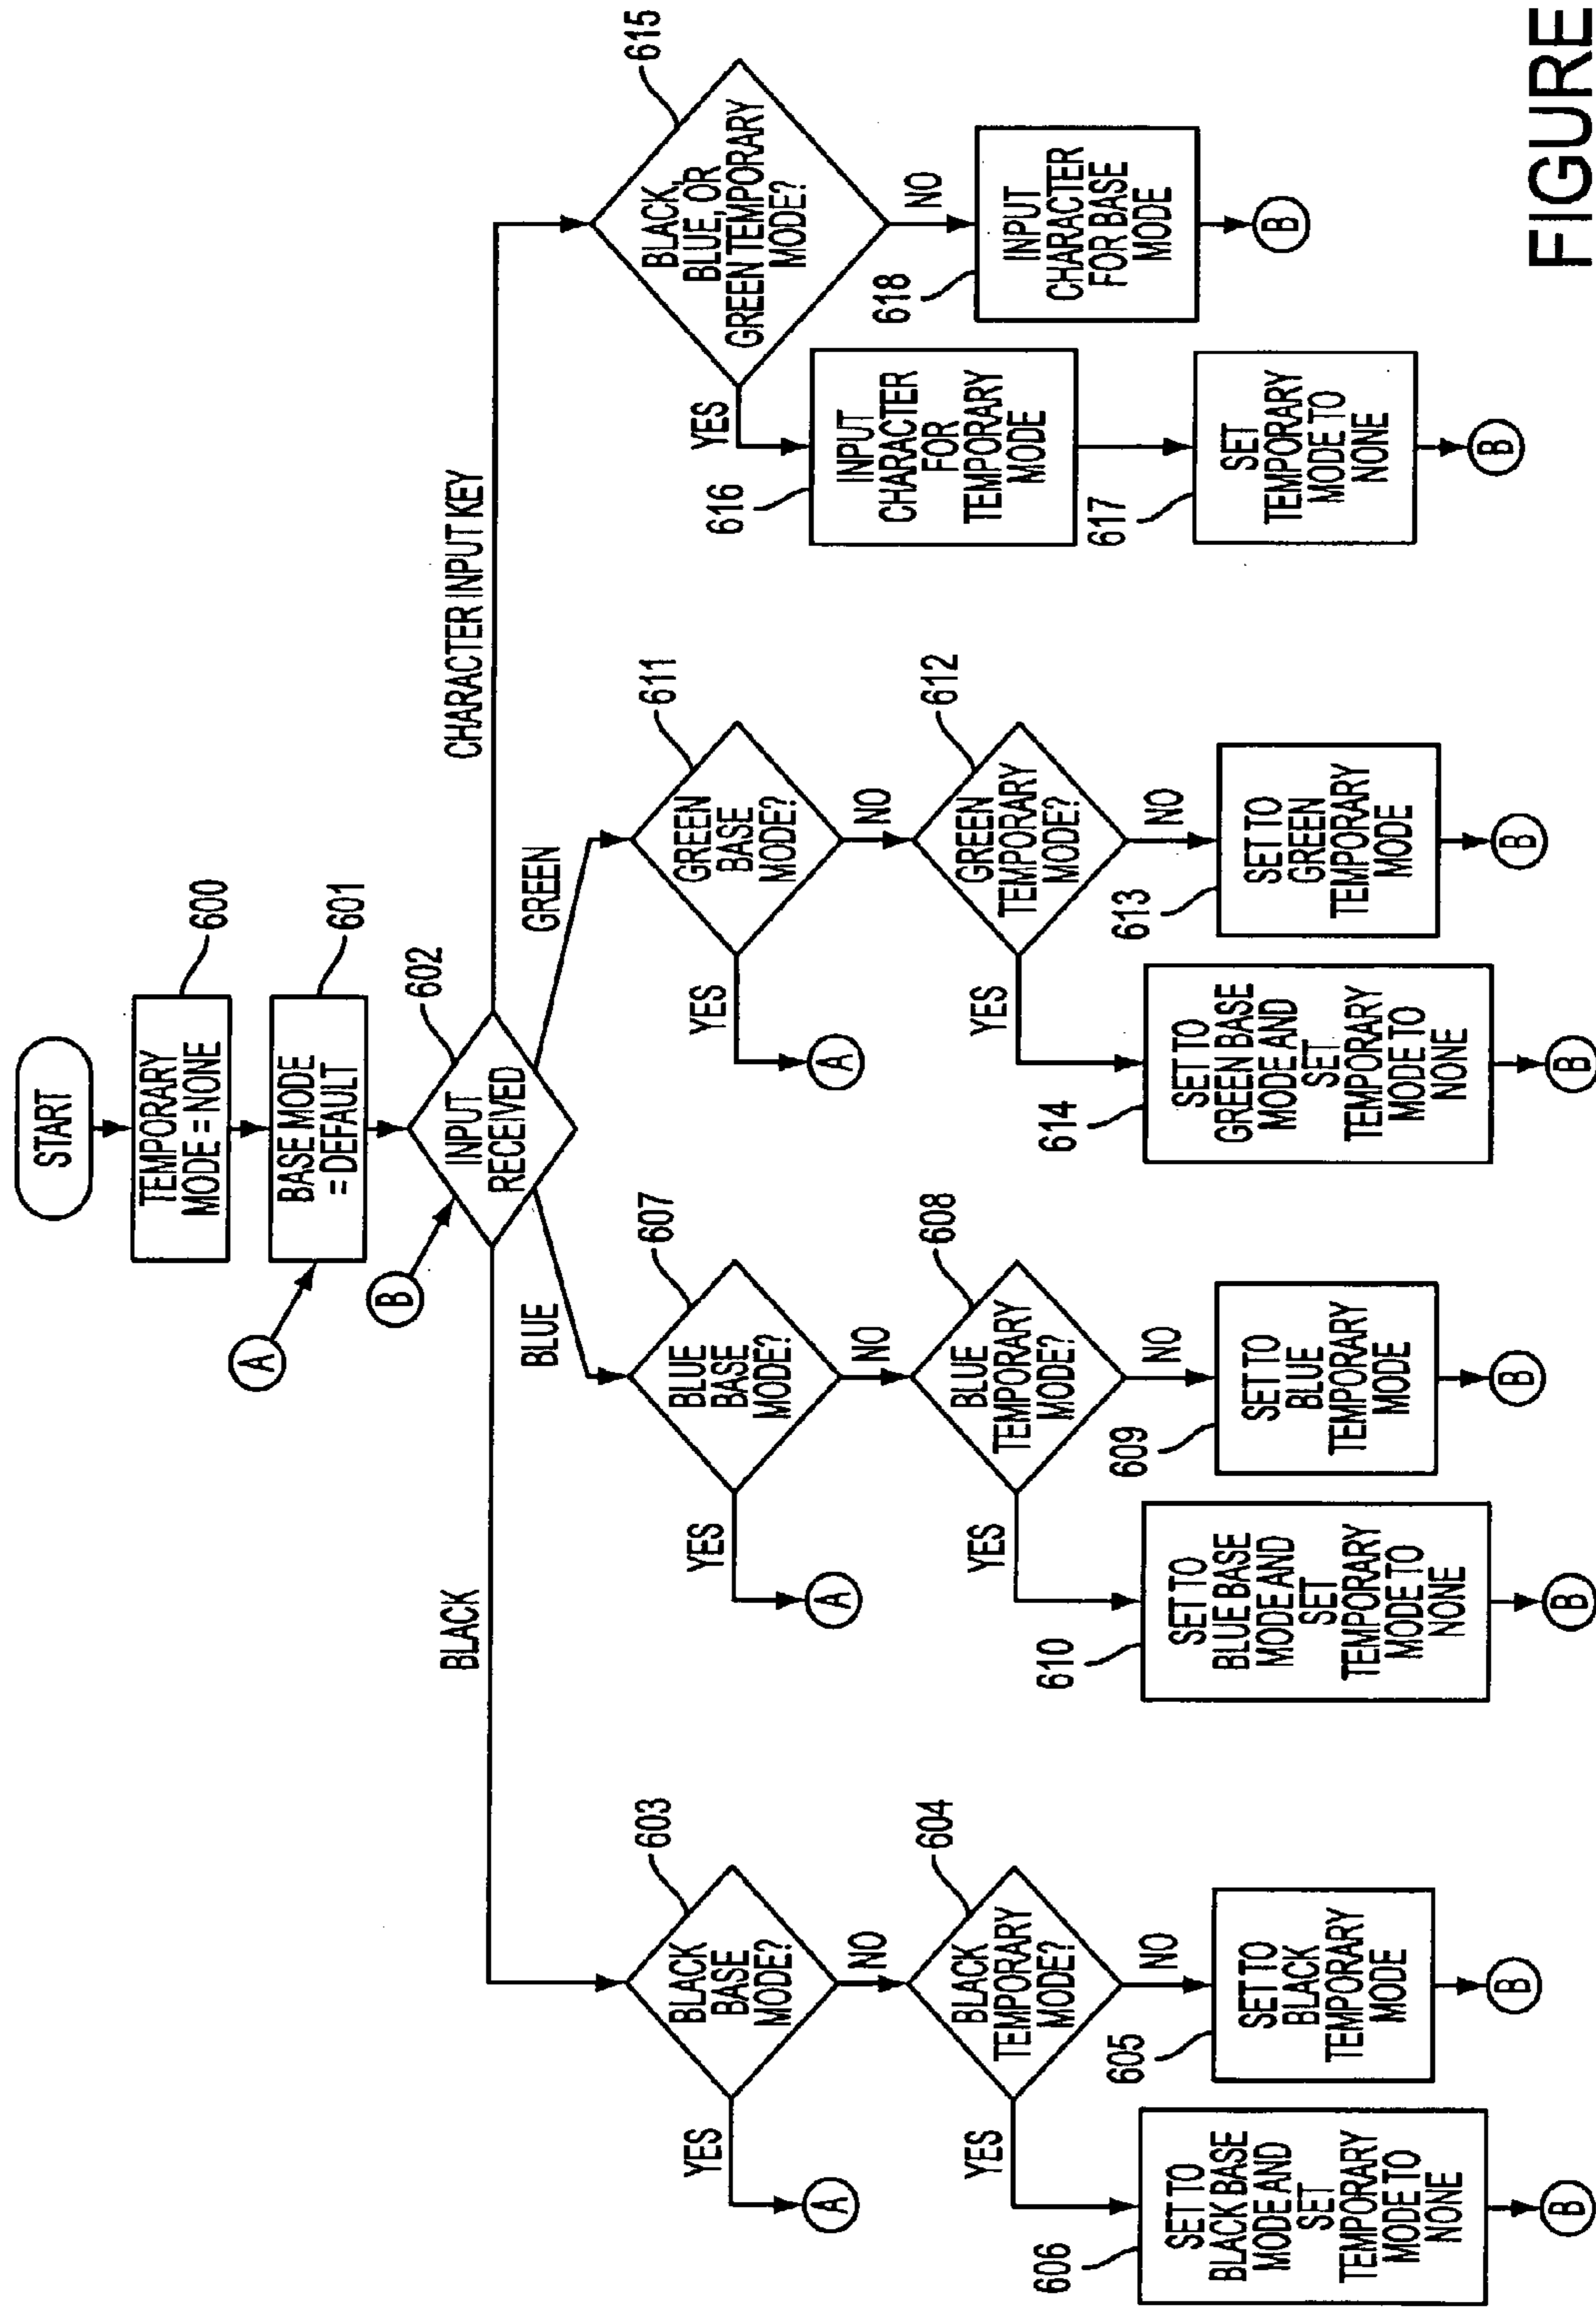 START
TEMPORARY
MODE = NONE
600
BASE MODE
= DEFAULT
601
A
B
INPUT
RECEIVED
602
BLACK
BLUE
GREEN
CHARACTER INPUT KEY
BLACK
BASE
MODE?
603
YES
A
NO
BLACK
TEMPORARY
MODE?
604
YES
NO
606
SET TO
BLACK BASE
MODE AND
SET
TEMPORARY
MODE TO
NONE
B
605
SET TO
BLACK
TEMPORARY
MODE
B
BLUE
BASE
MODE?
607
YES
A
NO
BLUE
TEMPORARY
MODE?
608
YES
NO
610
SET TO
BLUE BASE
MODE AND
SET
TEMPORARY
MODE TO
NONE
B
609
SET TO
BLUE
TEMPORARY
MODE
B
GREEN
BASE
MODE?
611
YES
A
NO
GREEN
TEMPORARY
MODE?
612
YES
NO
614
SET TO
GREEN BASE
MODE AND
SET
TEMPORARY
MODE TO
NONE
B
613
SET TO
GREEN
TEMPORARY
MODE
B
BLACK,
BLUE, OR
GREEN TEMPORARY
MODE?
615
YES
NO
616
INPUT
CHARACTER
FOR
TEMPORARY
MODE
617
SET
TEMPORARY
MODE TO
NONE
B
618
INPUT
CHARACTER
FOR BASE
MODE
B
FIGURE